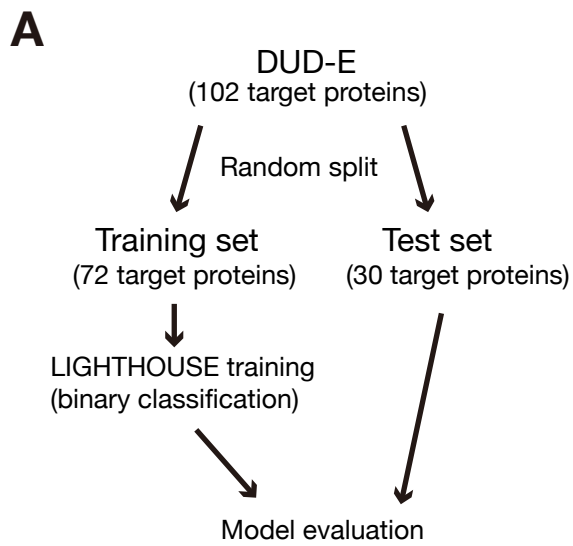 A
DUD-E
(102 target proteins)
Random split
Training set
(72 target proteins)
Test set
(30 target proteins)
LIGHTHOUSE training
(binary classification)
Model evaluation